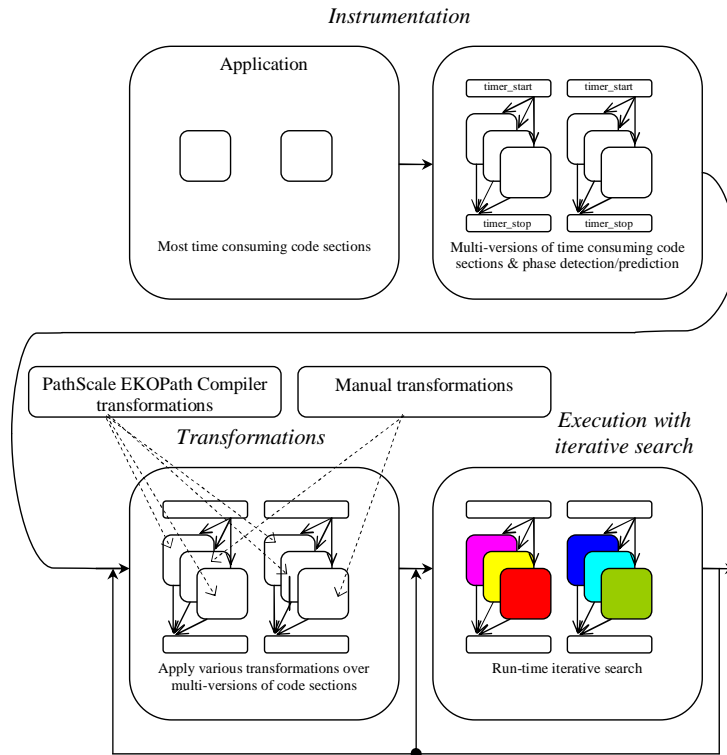 Instrumentation
Application
Most time consuming code sections
timer_start
timer_start
timer_stop
timer_stop
Multi-versions of time consuming code
sections & phase detection/prediction
PathScale EKOPath Compiler
transformations
Manual transformations
Transformations
Execution with
iterative search
Apply various transformations over
multi-versions of code sections
Run-time iterative search